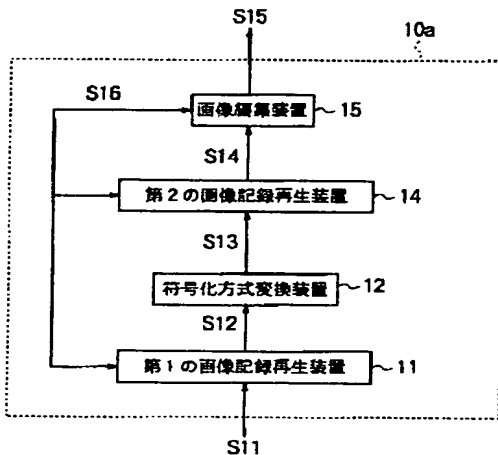 S15
10a
S16
画像編集装置
15
S14
第2の画像記録再生装置
14
S13
符号化方式変換装置
12
S12
第1の画像記録再生装置
11
S11